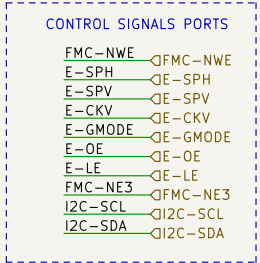 CONTROL SIGNALS PORTS
FMC-NWE FMC-NWE
E-SPH E-SPH
E-SPV E-SPV
E-CKV E-CKV
E-GMODE E-GMODE
E-OE E-OE
E-LE E-LE
FMC-NE3 FMC-NE3
I2C-SCL I2C-SCL
I2C-SDA I2C-SDA